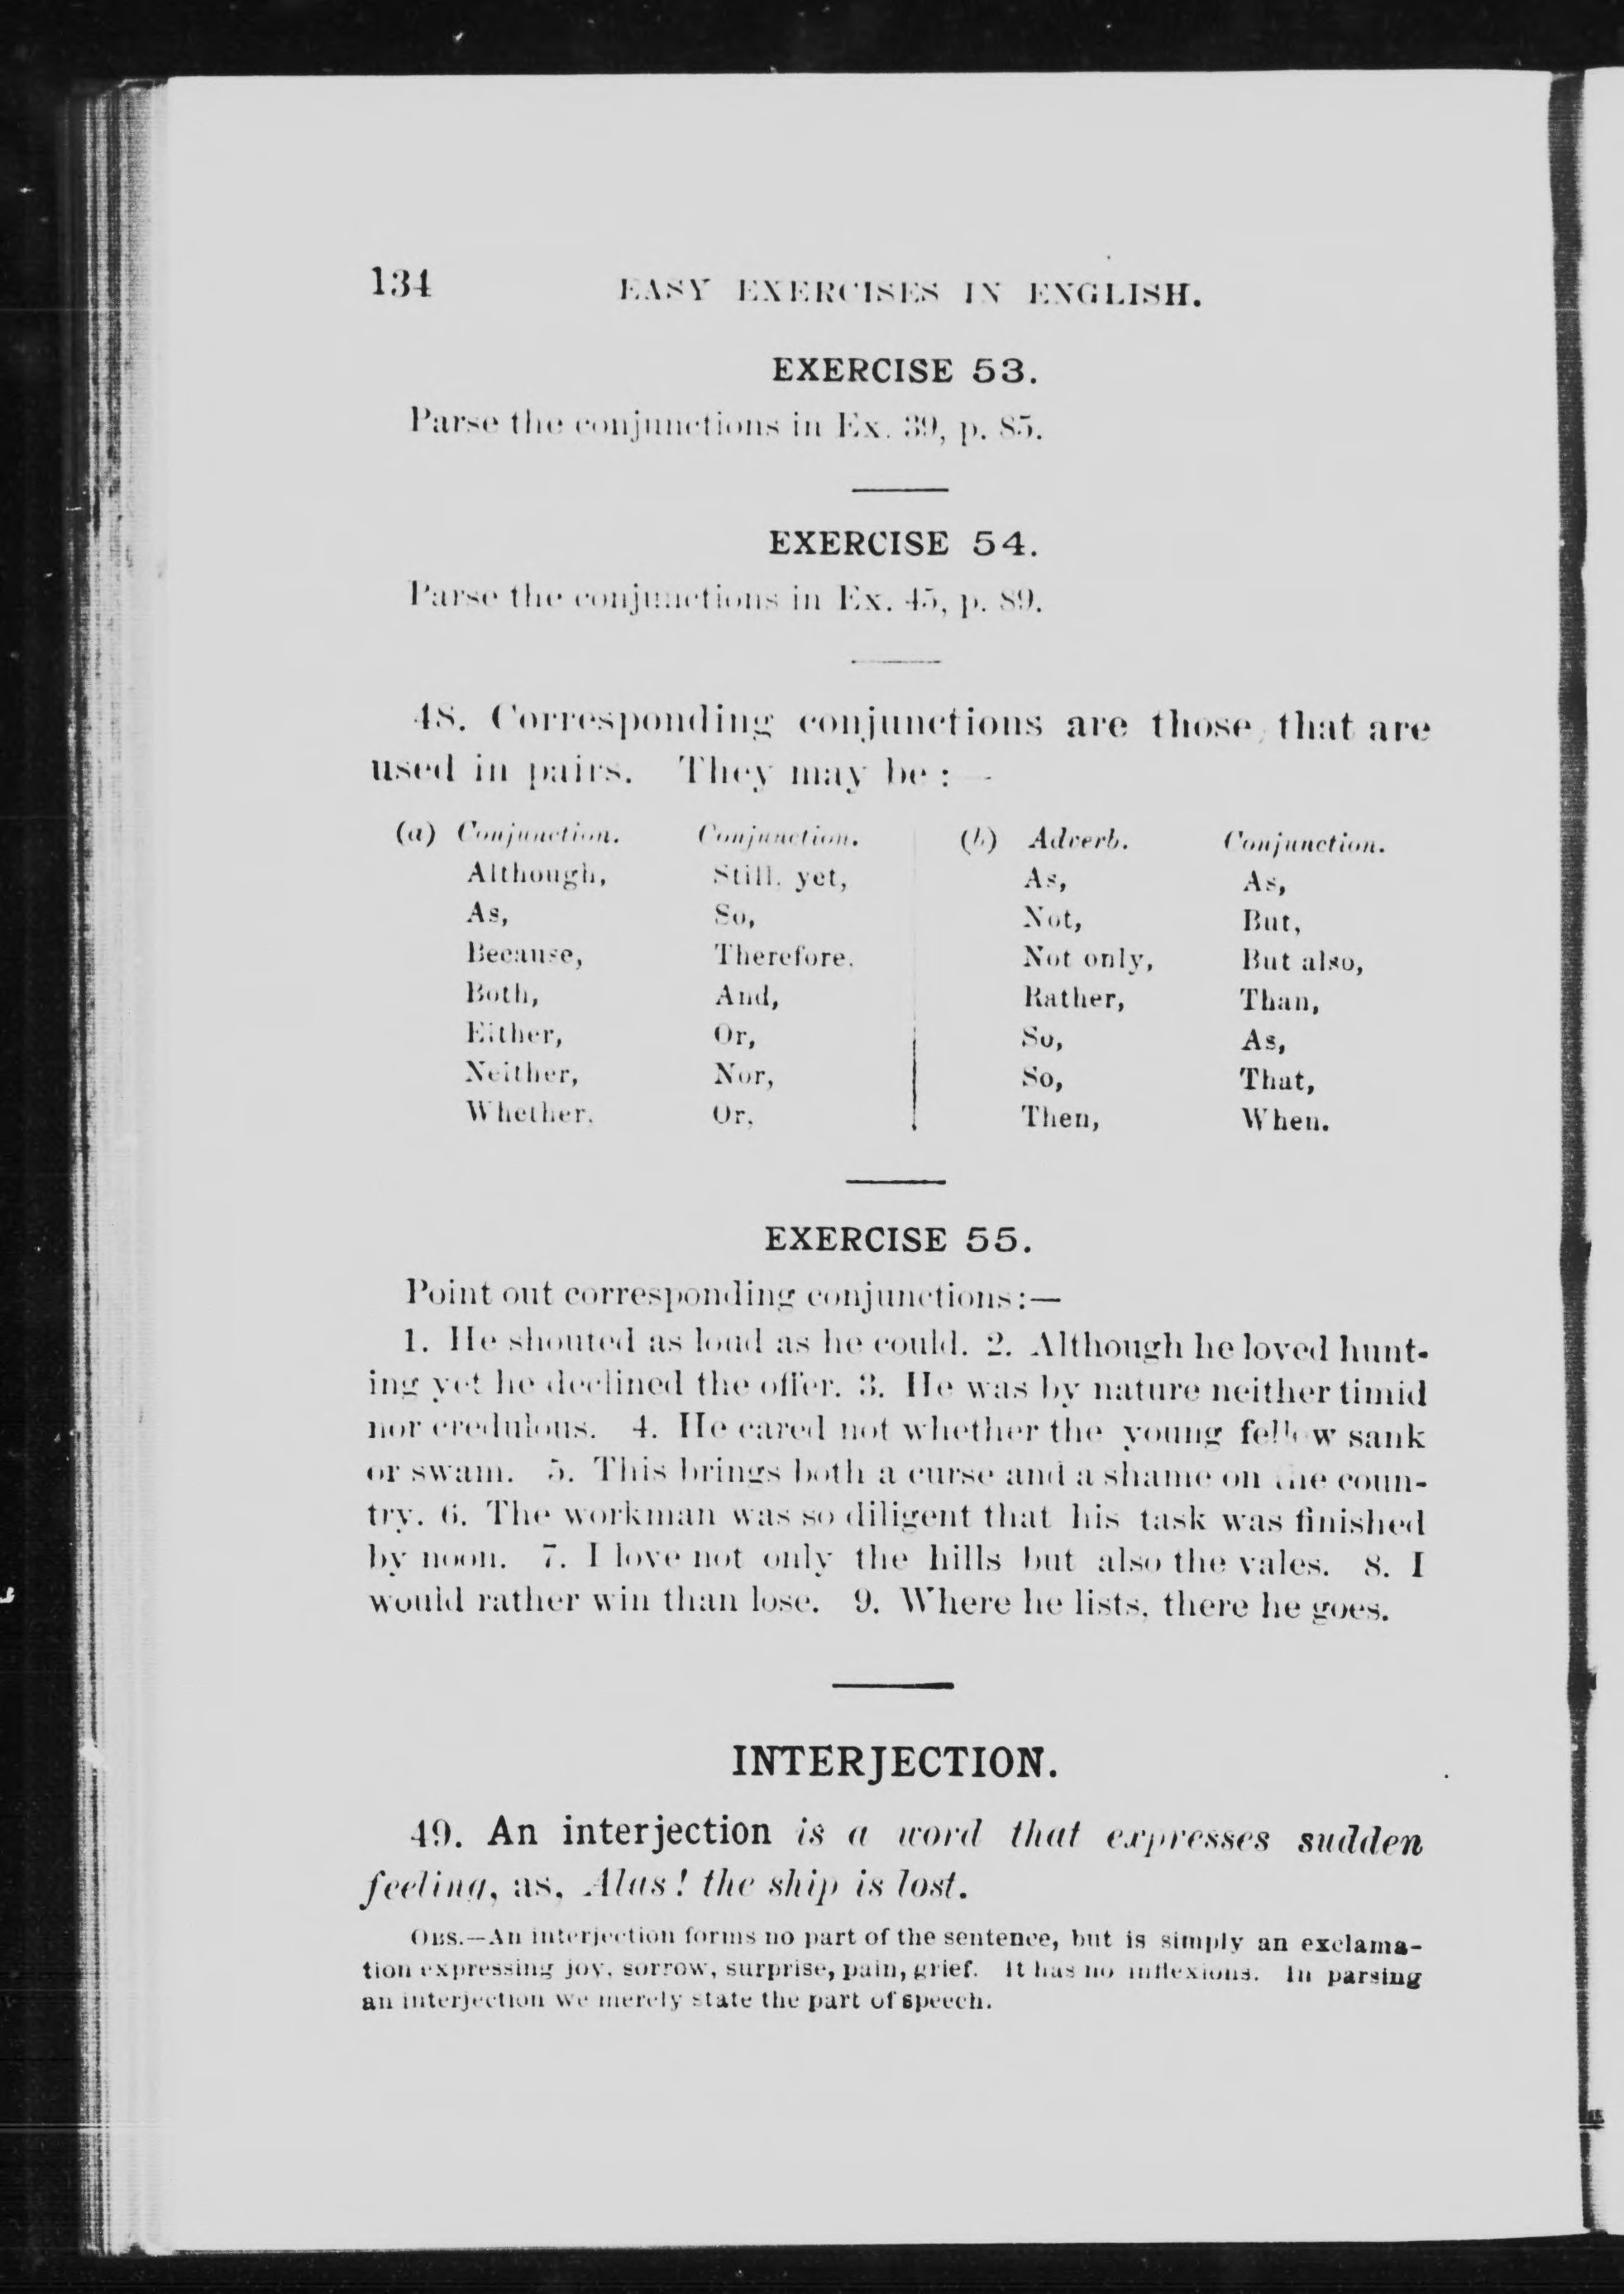 134 EASY EXERCISES IN ENGLISH.
EXERCISE 53.
Parse the conjunctions in Ex. 39, p. 85.
EXERCISE 54.
Parse the conjunctions in Ex. 45, p. 89.
48. Corresponding conjunctions are those that are
used in pairs. They may be :—
(a) Conjunction. Conjunction. (b) Adverb. Conjunction.
Although, Still, yet, As, As,
As, So, Not, But,
Because, Therefore. Not only, But also,
Both, And, Rather, Than,
Either, Or, So, As,
Neither, Nor, So, That,
Whether. Or, Then, When.
EXERCISE 55.
Point out corresponding conjunctions:—
1. He shouted as loud as he could. 2. Although he loved hunt-
ing yet he declined the offer. 3. He was by nature neither timid
nor credulous. 4. He cared not whether the young fellow sank
or swam. 5. This brings both a curse and a shame on the coun-
try. 6. The workman was so diligent that his task was finished
by noon. 7. I love not only the hills but also the vales. 8. I
would rather win than lose. 9. Where he lists, there he goes.
INTERJECTION.
49. An interjection is a word that expresses sudden
feeling, as, Alas! the ship is lost.
OBS.—An interjection forms no part of the sentence, but is simply an exclama-
tion expressing joy, sorrow, surprise, pain, grief. It has no inflexions. In parsing
an interjection we merely state the part of speech.